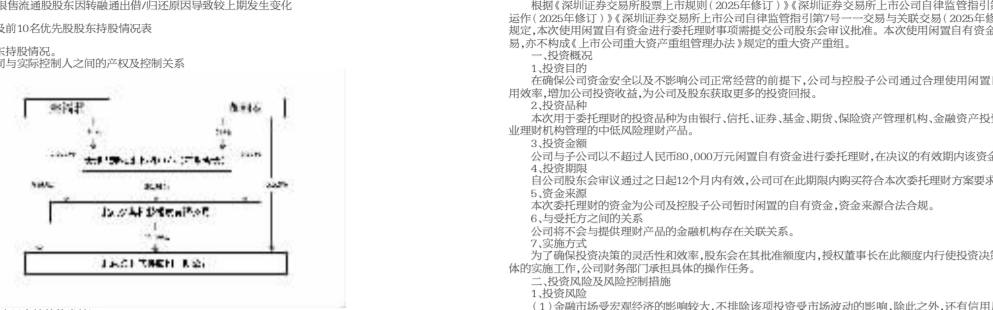 限售流通股股东因转融通出借/归还原因导致较上期发生变化
及前10名优先股股东持股情况表
东持股情况。
司与实际控制人之间的产权及控制关系
根据《深圳证券交易所股票上市规则(2025年修订)》《深圳证券交易所上市公司自律监管指引第
运作(2025年修订)》《深圳证券交易所上市公司自律监管指引第7号——交易与关联交易(2025年修
规定,本次使用闲置自有资金进行委托理财事项需提交公司股东会审议批准。本次使用闲置自有资金
易,亦不构成《上市公司重大资产重组管理办法》规定的重大资产重组。
一、投资概况
1、投资目的
在确保公司资金安全以及不影响公司正常经营的前提下,公司与控股子公司通过合理使用闲置自
用效率,增加公司投资收益,为公司及股东获取更多的投资回报。
2、投资品种
本次用于委托理财的投资品种为由银行、信托、证券、基金、期货、保险资产管理机构、金融资产投
业理财机构管理的中低风险理财产品。
3、投资金额
公司与子公司以不超过人民币80,000万元闲置自有资金进行委托理财,在决议的有效期内该资金
4、投资期限
自公司股东会审议通过之日起12个月内有效,公司可在此期限内购买符合本次委托理财方案要求
5、资金来源
本次委托理财的资金为公司及控股子公司暂时闲置的自有资金,资金来源合法合规。
6、与受托方之间的关系
公司将不会与提供理财产品的金融机构存在关联关系。
7、实施方式
为了确保投资决策的灵活性和效率,股东会在其批准额度内,授权董事长在此额度内行使投资决策
体的实施工作,公司财务部门承担具体的操作任务。
二、投资风险及风险控制措施
1、投资风险
(1)金融市场受宏观经济的影响较大,不排除该项投资受市场波动的影响,除此之外,还有信用